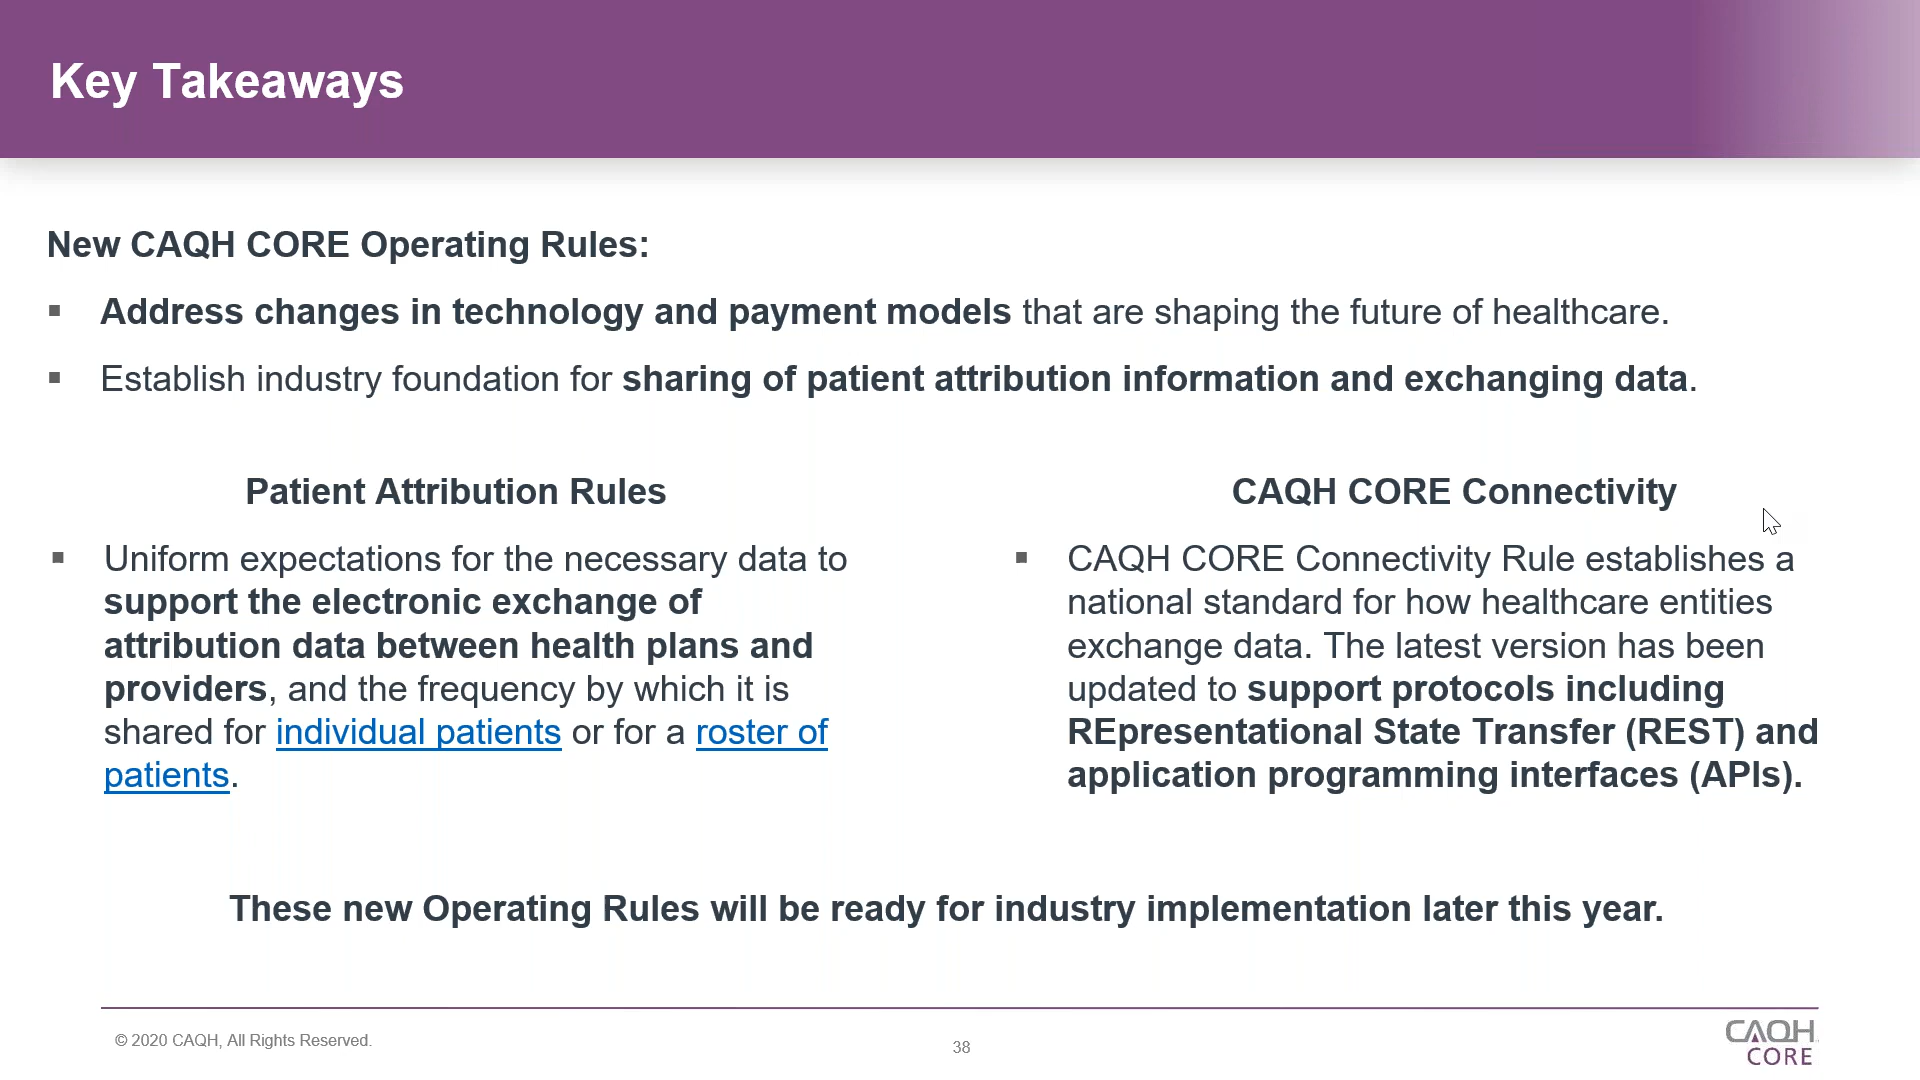 Key Takeaways
New CAQH CORE Operating Rules:
▪ Address changes in technology and payment models that are shaping the future of healthcare.
▪ Establish industry foundation for sharing of patient attribution information and exchanging data.
Patient Attribution Rules
▪ Uniform expectations for the necessary data to
support the electronic exchange of
attribution data between health plans and
providers, and the frequency by which it is
shared for individual patients or for a roster of
patients.
CAQH CORE Connectivity
▪ CAQH CORE Connectivity Rule establishes a
national standard for how healthcare entities
exchange data. The latest version has been
updated to support protocols including
REpresentational State Transfer (REST) and
application programming interfaces (APIs).
These new Operating Rules will be ready for industry implementation later this year.
© 2020 CAQH, All Rights Reserved.
38
CAQH
CORE